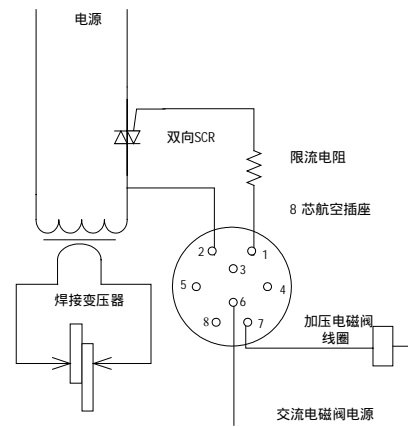 电源
双向SCR
限流电阻
8 芯航空插座
2
1
3
5
4
6
8
7
焊接变压器
加压电磁阀
线圈
交流电磁阀电源